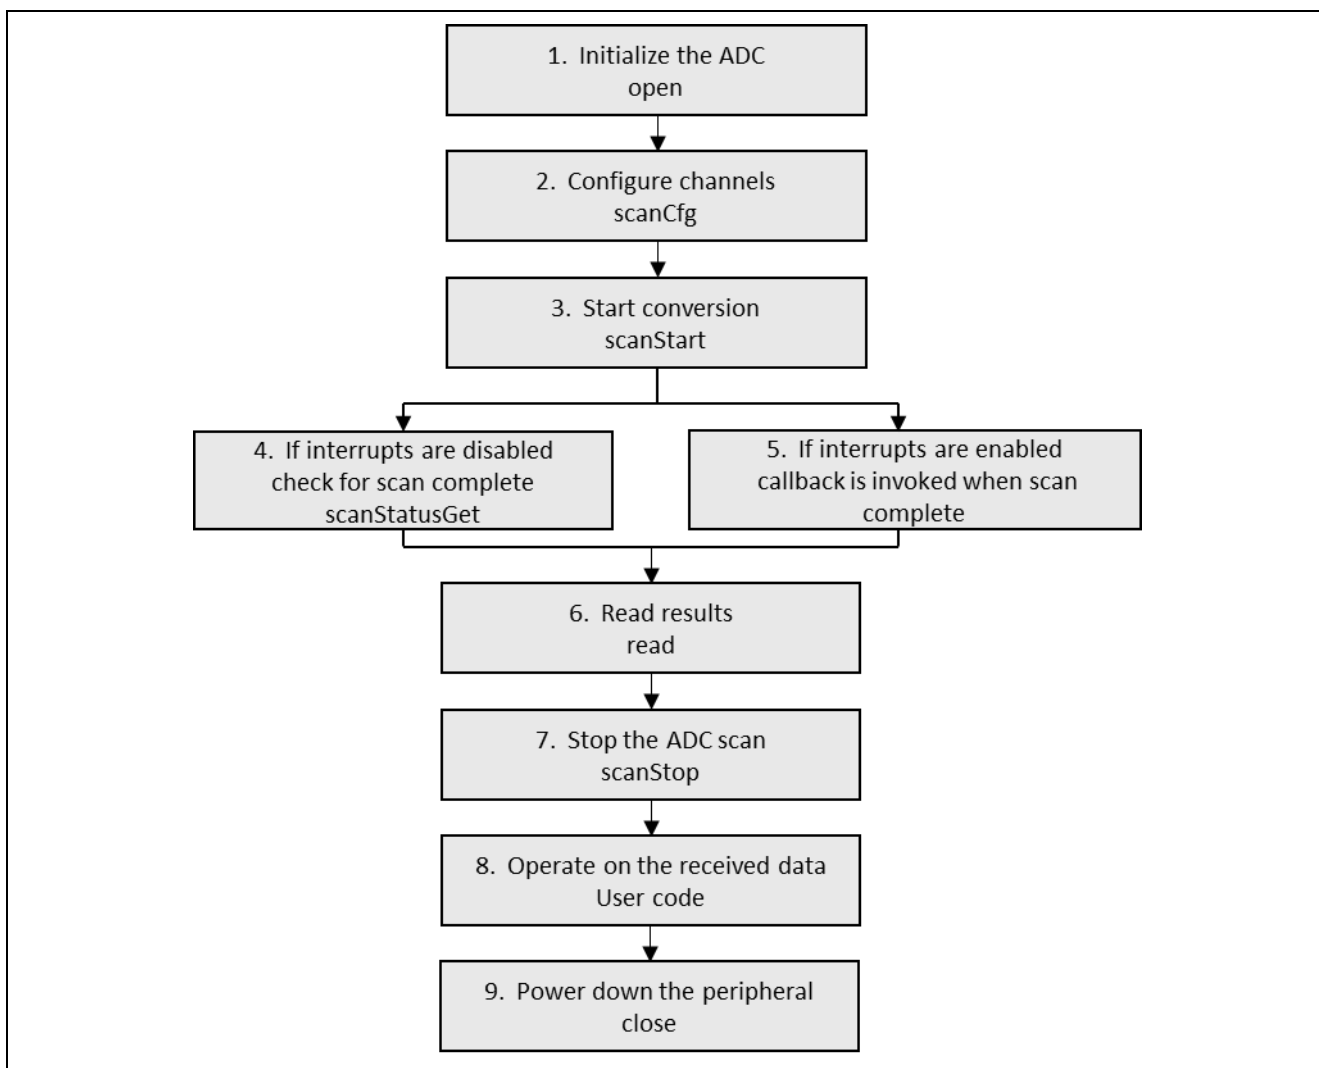 1. Initialize the ADC
open
2. Configure channels
scanCfg
3. Start conversion
scanStart
4. If interrupts are disabled
check for scan complete
scanStatusGet
5. If interrupts are enabled
callback is invoked when scan
complete
6. Read results
read
7. Stop the ADC scan
scanStop
8. Operate on the received data
User code
9. Power down the peripheral
close